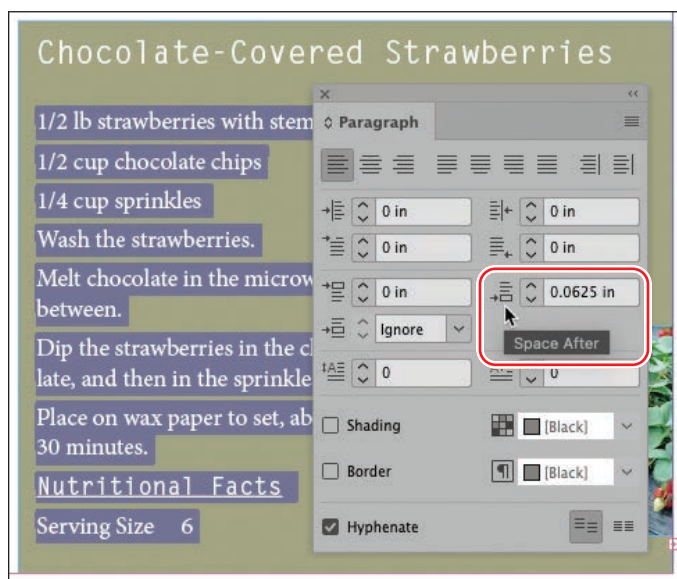 Chocolate-Covered Strawberries
1/2 lb strawberries with stem
1/2 cup chocolate chips
1/4 cup sprinkles
Wash the strawberries.
Melt chocolate in the microw
between.
Dip the strawberries in the cl
late, and then in the sprinkle
Place on wax paper to set, ab
30 minutes.
Nutritional Facts
Serving Size 6
Paragraph
0 in 0 in
0 in 0 in
0 in 0.0625 in
Ignore
Space After
0 0
Shading [Black]
Border [Black]
Hyphenate